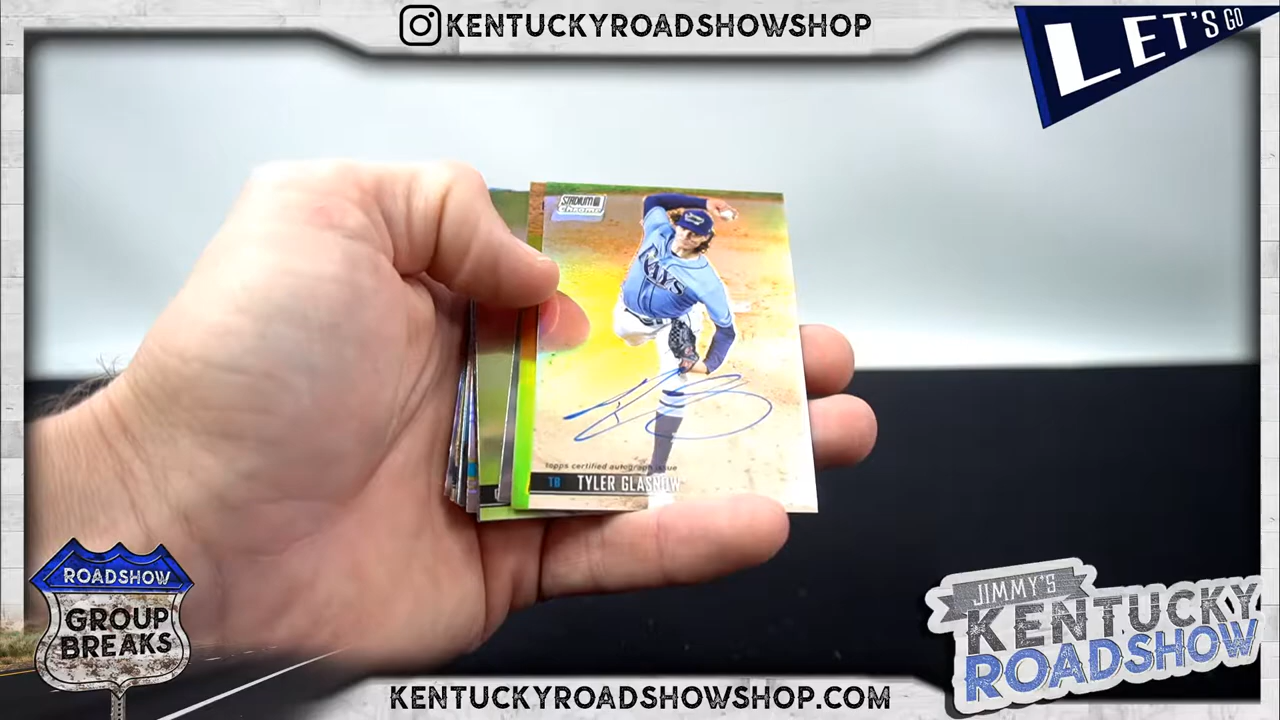 KENTUCKYROADSHOWSHOP
LET'S GO
STADIUM
CHROME
RAYS
topps certified autograph issue
TB TYLER GLASNOW
ROADSHOW
GROUP
BREAKS
JIMMY'S
KENTUCKY
ROADSHOW
KENTUCKYROADSHOWSHOP.COM